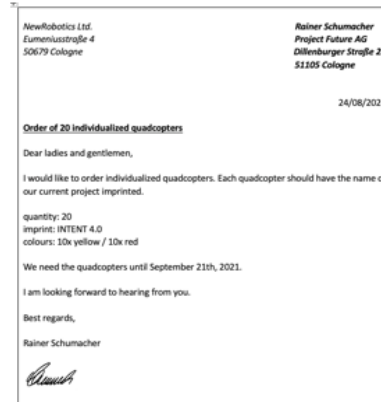 NewRobotics Ltd.
Eumeniusstraße 4
50679 Cologne
Rainer Schumacher
Project Future AG
Dillenburger Straße 2
51105 Cologne
24/08/202
Order of 20 individualized quadcopters
Dear ladies and gentlemen,
I would like to order individualized quadcopters. Each quadcopter should have the name
our current project imprinted.
quantity: 20
imprint: INTENT 4.0
colours: 10x yellow / 10x red
We need the quadcopters until September 21th, 2021.
I am looking forward to hearing from you.
Best regards,
Rainer Schumacher